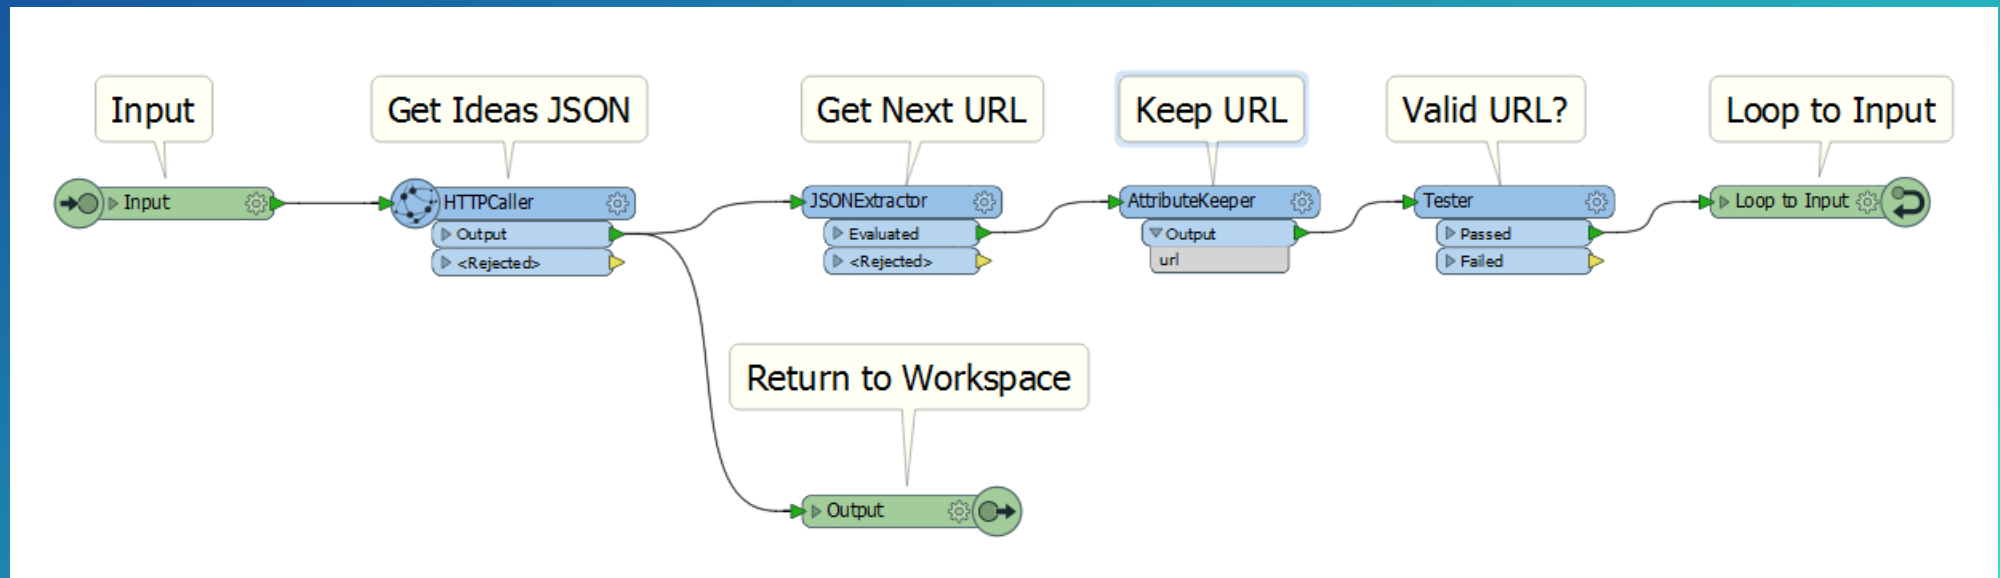 Input
Get Ideas JSON
Get Next URL
Keep URL
Valid URL?
Loop to Input
Input
HTTPCaller
Output
<Rejected>
JSONExtractor
Evaluated
<Rejected>
AttributeKeeper
Output
url
Tester
Passed
Failed
Loop to Input
Return to Workspace
Output